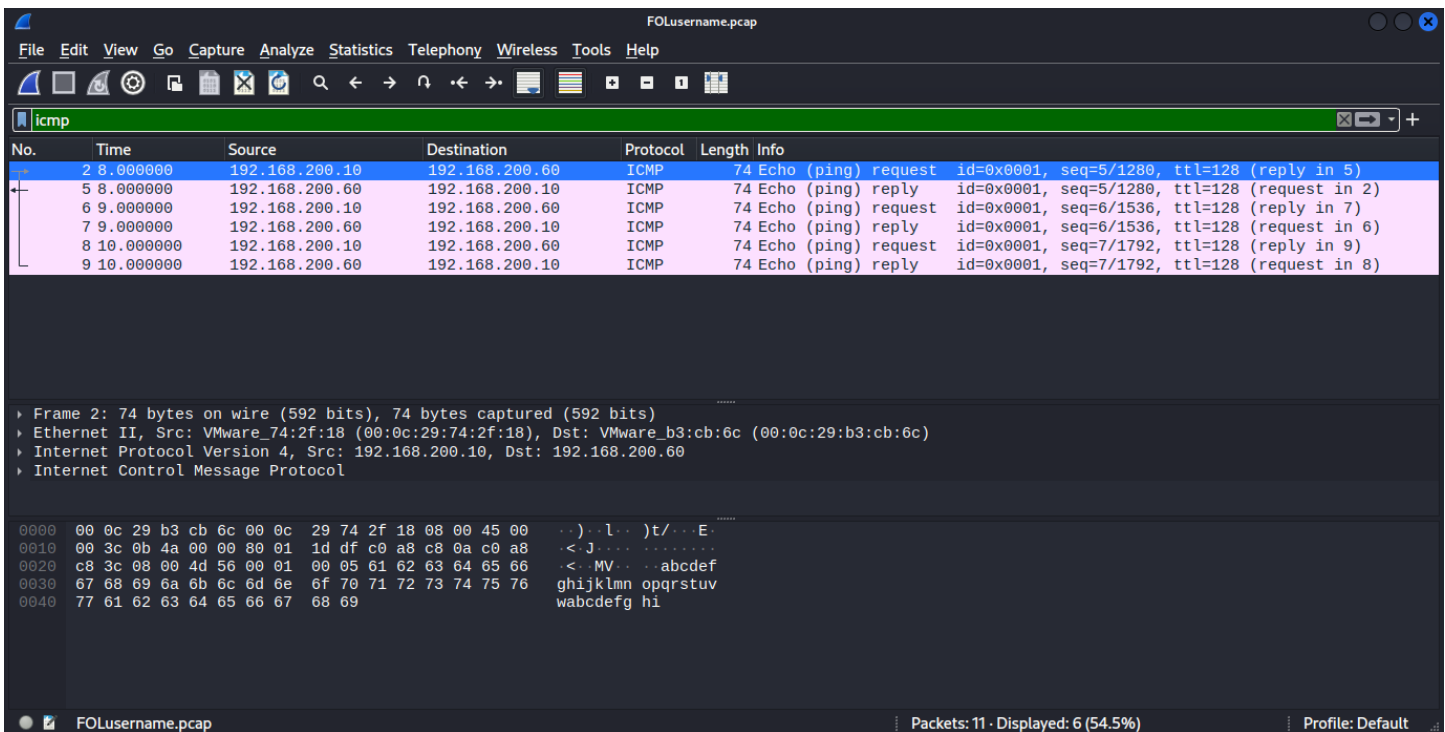 FOLusername.pcap
File Edit View Go Capture Analyze Statistics Telephony Wireless Tools Help
icmp
No. Time Source Destination Protocol Length Info
2 8.000000 192.168.200.10 192.168.200.60 ICMP 74 Echo (ping) request id=0x0001, seq=5/1280, ttl=128 (reply in 5)
5 8.000000 192.168.200.60 192.168.200.10 ICMP 74 Echo (ping) reply id=0x0001, seq=5/1280, ttl=128 (request in 2)
6 9.000000 192.168.200.10 192.168.200.60 ICMP 74 Echo (ping) request id=0x0001, seq=6/1536, ttl=128 (reply in 7)
7 9.000000 192.168.200.60 192.168.200.10 ICMP 74 Echo (ping) reply id=0x0001, seq=6/1536, ttl=128 (request in 6)
8 10.000000 192.168.200.10 192.168.200.60 ICMP 74 Echo (ping) request id=0x0001, seq=7/1792, ttl=128 (reply in 9)
9 10.000000 192.168.200.60 192.168.200.10 ICMP 74 Echo (ping) reply id=0x0001, seq=7/1792, ttl=128 (request in 8)
Frame 2: 74 bytes on wire (592 bits), 74 bytes captured (592 bits)
Ethernet II, Src: VMware_74:2f:18 (00:0c:29:74:2f:18), Dst: VMware_b3:cb:6c (00:0c:29:b3:cb:6c)
Internet Protocol Version 4, Src: 192.168.200.10, Dst: 192.168.200.60
Internet Control Message Protocol
0000 00 0c 29 b3 cb 6c 00 0c 29 74 2f 18 08 00 45 00 ··)··l·· )t/···E·
0010 00 3c 0b 4a 00 00 80 01 1d df c0 a8 c8 0a c0 a8 ·<·J···· ········
0020 c8 3c 08 00 4d 56 00 01 00 05 61 62 63 64 65 66 ·<··MV·· ··abcdef
0030 67 68 69 6a 6b 6c 6d 6e 6f 70 71 72 73 74 75 76 ghijklmn opqrstuv
0040 77 61 62 63 64 65 66 67 68 69 wabcdefg hi
FOLusername.pcap Packets: 11 · Displayed: 6 (54.5%) Profile: Default